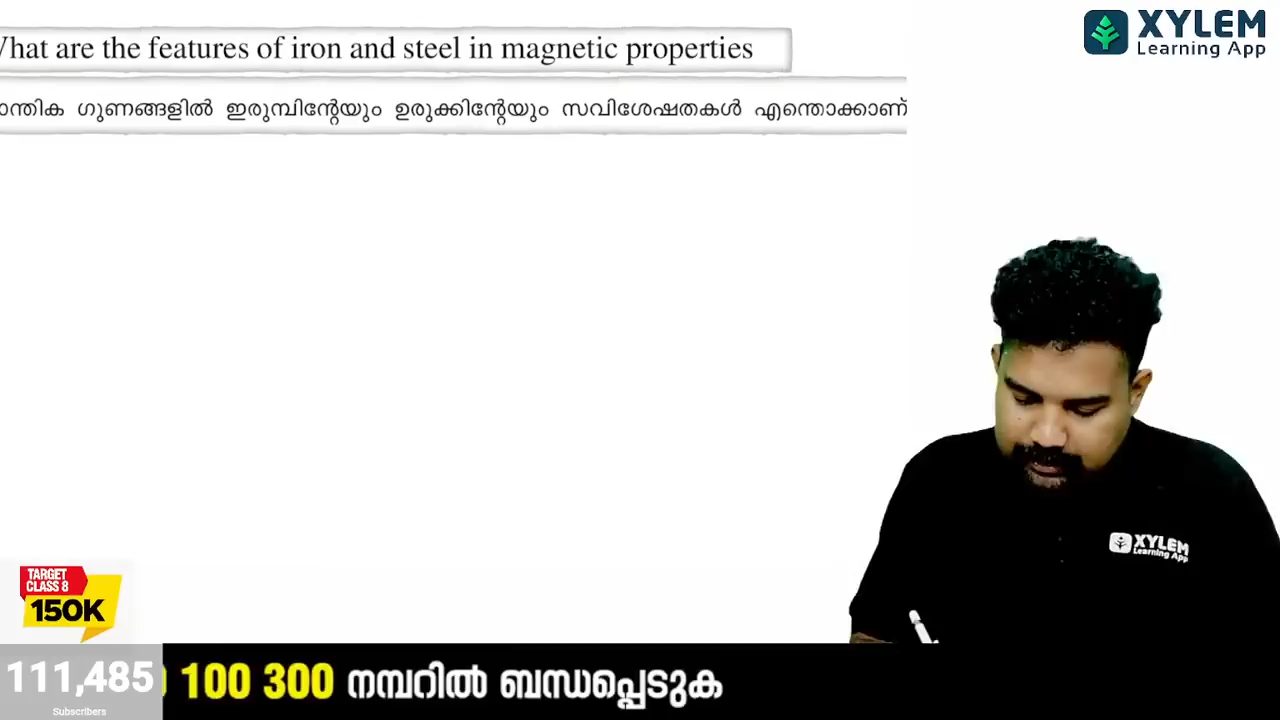 XYLEM
Learning App
What are the features of iron and steel in magnetic properties
ഗുണങ്ങളിൽ ഇരുമ്പിന്റേയും ഉരുക്കിന്റേയും സവിശേഷതകൾ എന്തൊക്കാണ്
XYLEM
Learning App
TARGET
CLASS 8
150K
111,485
Subscribers
100 300 നമ്പറിൽ ബന്ധപ്പെടുക